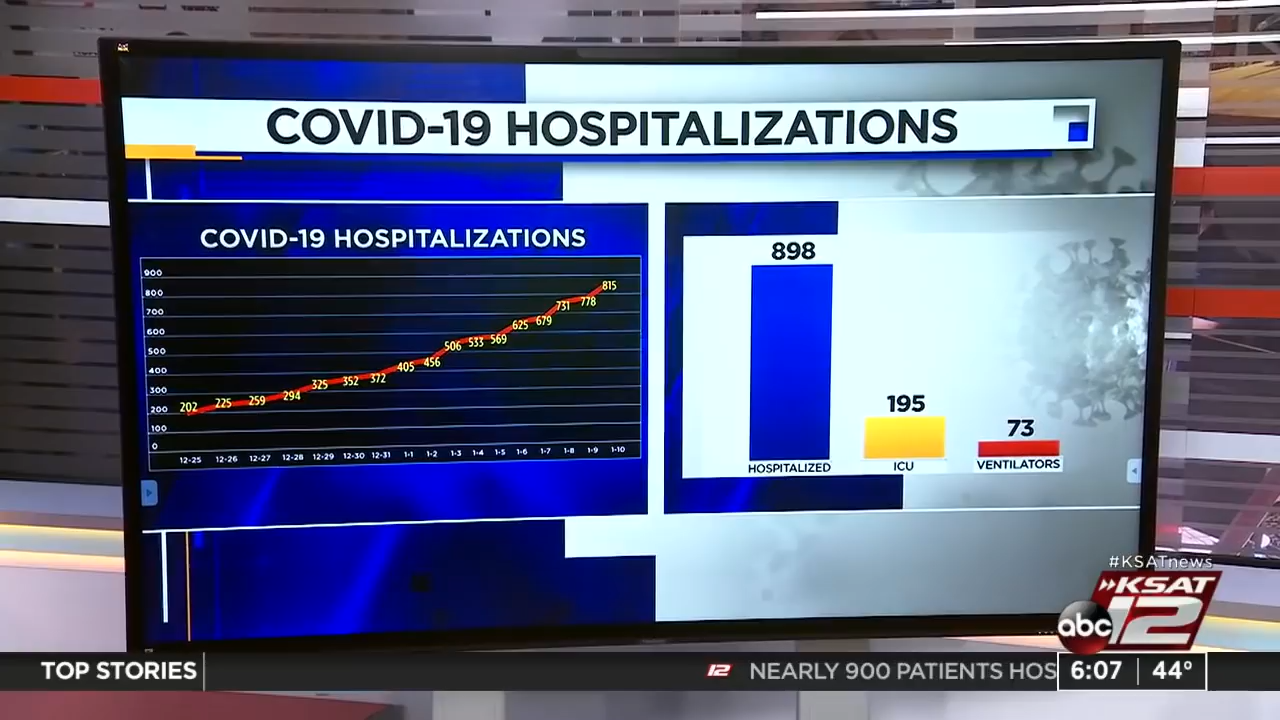 COVID-19 HOSPITALIZATIONS
COVID-19 HOSPITALIZATIONS
900
800
700
600
500
400
300
200
100
0
202 225 259 294 325 352 372 405 456 506 533 569 625 679 731 778 815
12-25 12-26 12-27 12-28 12-29 12-30 12-31 1-1 1-2 1-3 1-4 1-5 1-6 1-7 1-8 1-9 1-10
898
195
73
HOSPITALIZED ICU VENTILATORS
#KSATnews
KSAT
abc 12
TOP STORIES 12 NEARLY 900 PATIENTS HOS 6:07 44°